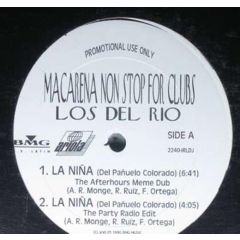 PROMOTIONAL USE ONLY
MACARENA NON STOP FOR CLUBS
LOS DEL RIO
SIDE A
2240-IRLDJ
BMG
ariola
1. LA NIÑA (Del Pañuelo Colorado) (6:41)
The Afterhours Meme Dub
(A. R. Monge, R. Ruiz, F. Ortega)
2. LA NIÑA (Del Pañuelo Colorado) (4:05)
The Party Radio Edit
(A. R. Monge, R. Ruiz, F. Ortega)